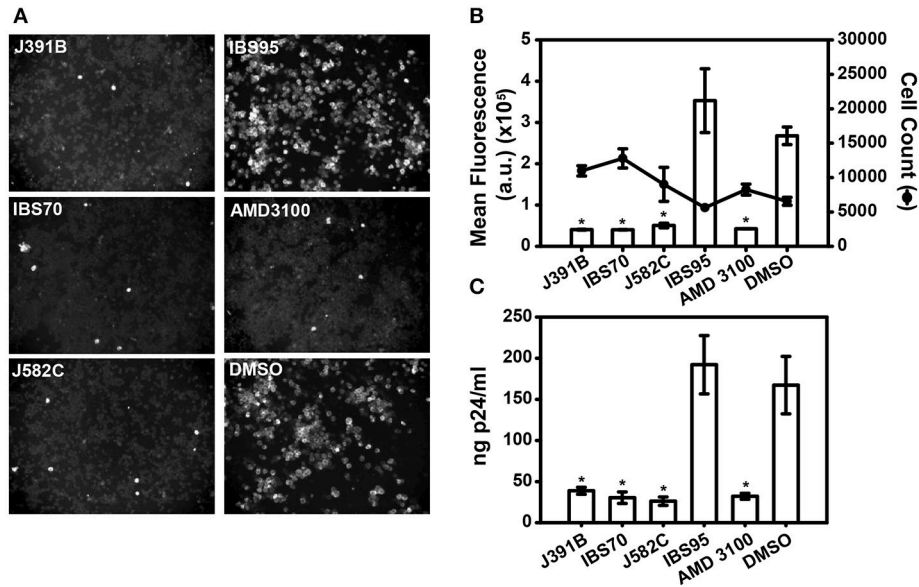 A
J391B
IBS95
IBS70
AMD3100
J582C
DMSO
B
Mean Fluorescence
(a.u.) (x10⁵)
5
4
3
2
1
0
30000
25000
20000
15000
10000
5000
0
Cell Count (●)
* * * *
J391B
IBS70
J582C
IBS95
AMD 3100
DMSO
C
ng p24/ml
250
200
150
100
50
0
* * * *
J391B
IBS70
J582C
IBS95
AMD 3100
DMSO